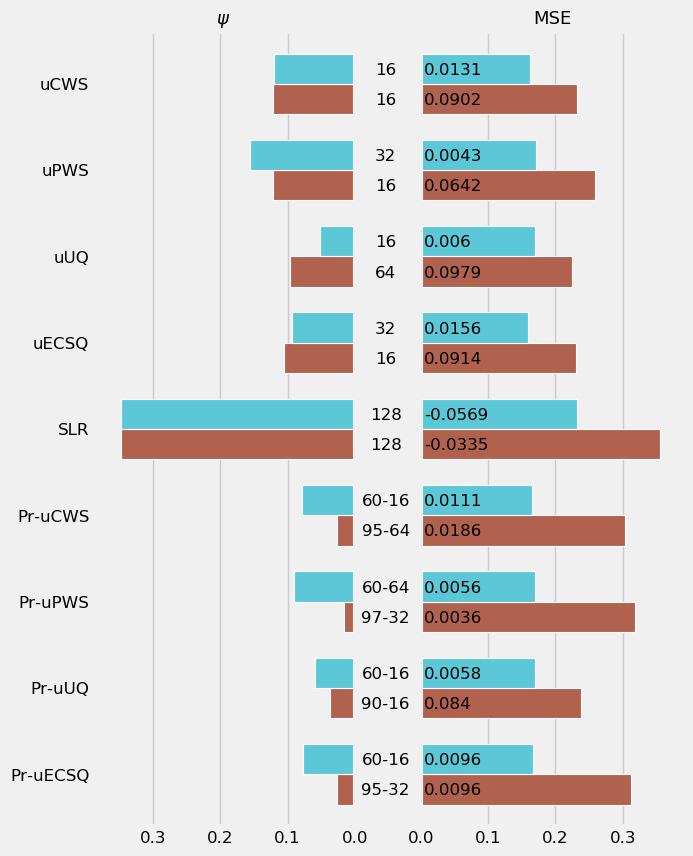 ψ MSE
uCWS 16 0.0131
16 0.0902
uPWS 32 0.0043
16 0.0642
uUQ 16 0.006
64 0.0979
uECSQ 32 0.0156
16 0.0914
SLR 128 -0.0569
128 -0.0335
Pr-uCWS 60-16 0.0111
95-64 0.0186
Pr-uPWS 60-64 0.0056
97-32 0.0036
Pr-uUQ 60-16 0.0058
90-16 0.084
Pr-uECSQ 60-16 0.0096
95-32 0.0096
0.3 0.2 0.1 0.0 0.0 0.1 0.2 0.3